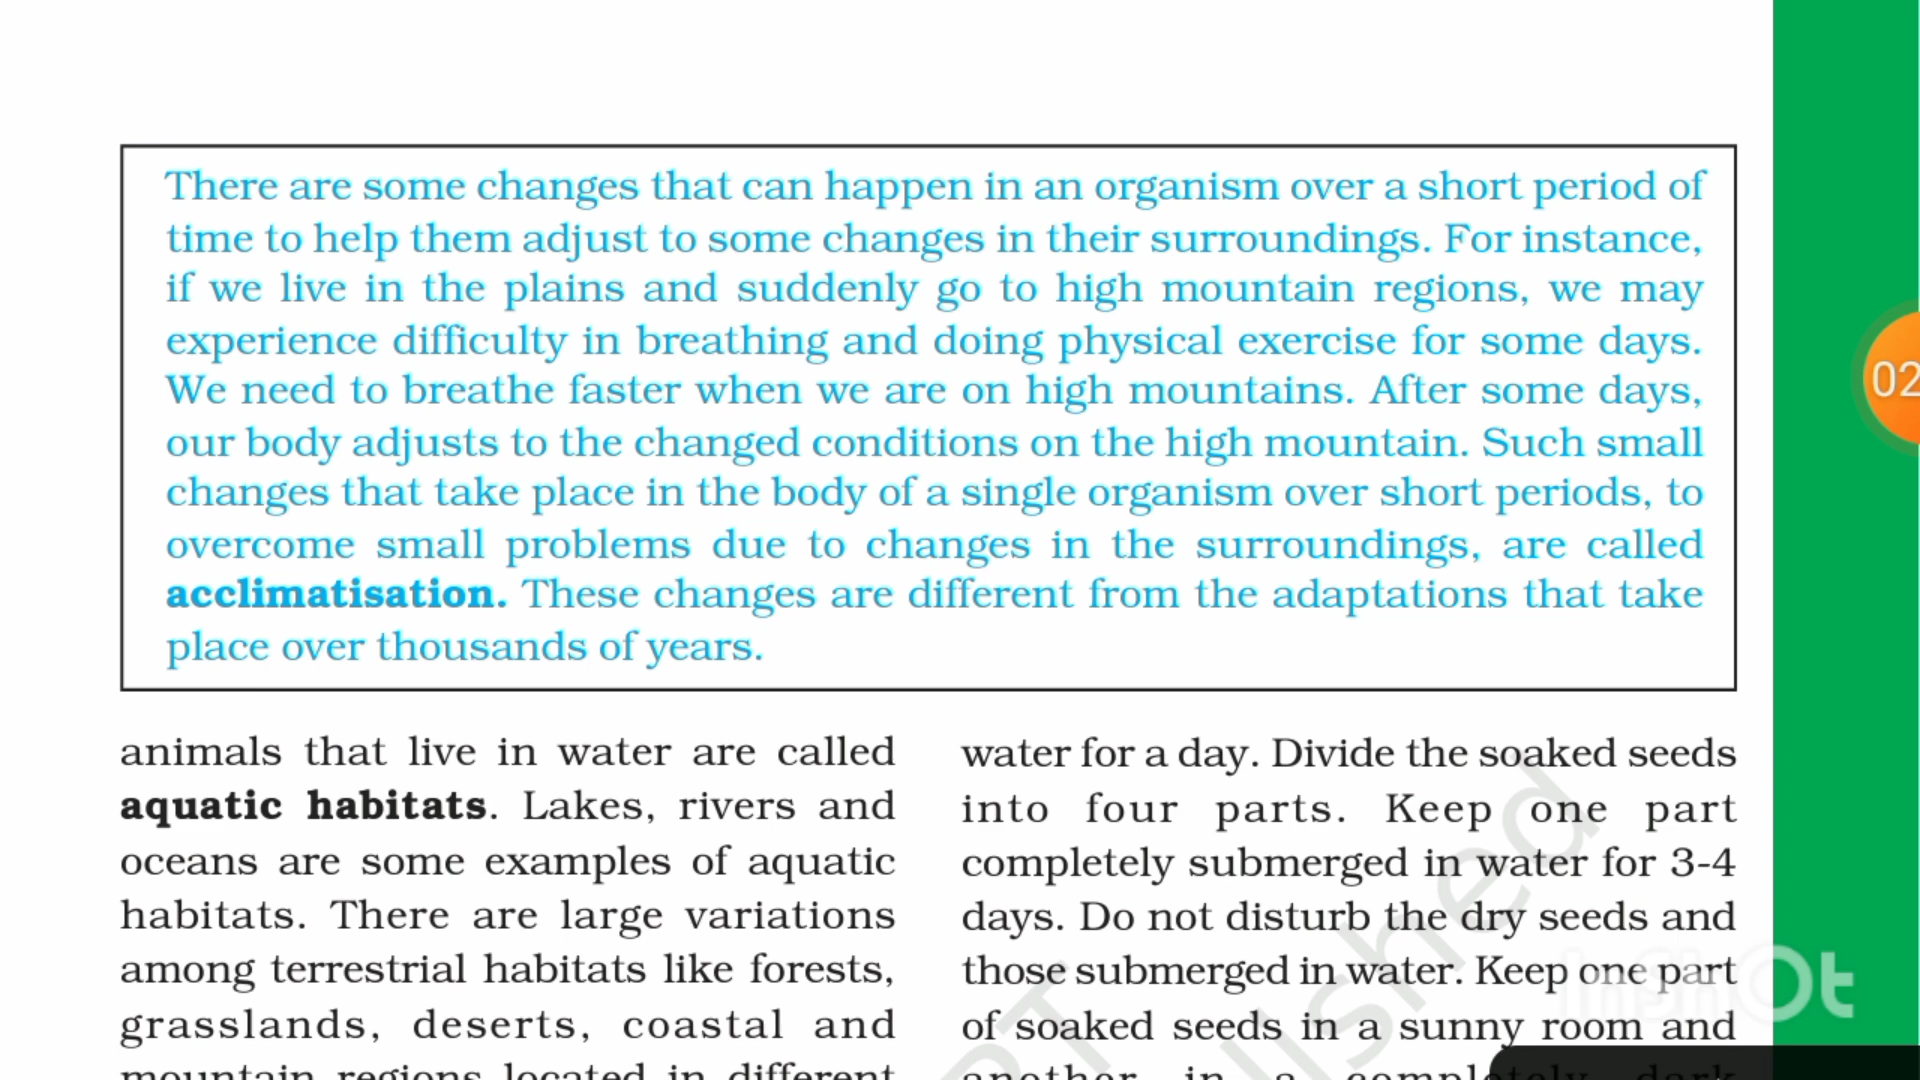 There are some changes that can happen in an organism over a short period of
time to help them adjust to some changes in their surroundings. For instance,
if we live in the plains and suddenly go to high mountain regions, we may
experience difficulty in breathing and doing physical exercise for some days.
We need to breathe faster when we are on high mountains. After some days,
our body adjusts to the changed conditions on the high mountain. Such small
changes that take place in the body of a single organism over short periods, to
overcome small problems due to changes in the surroundings, are called
acclimatisation. These changes are different from the adaptations that take
place over thousands of years.
animals that live in water are called
aquatic habitats. Lakes, rivers and
oceans are some examples of aquatic
habitats. There are large variations
among terrestrial habitats like forests,
grasslands, deserts, coastal and
mountain regions located in different
water for a day. Divide the soaked seeds
into four parts. Keep one part
completely submerged in water for 3-4
days. Do not disturb the dry seeds and
those submerged in water. Keep one part
of soaked seeds in a sunny room and
another in a completely dark
02
InShOt